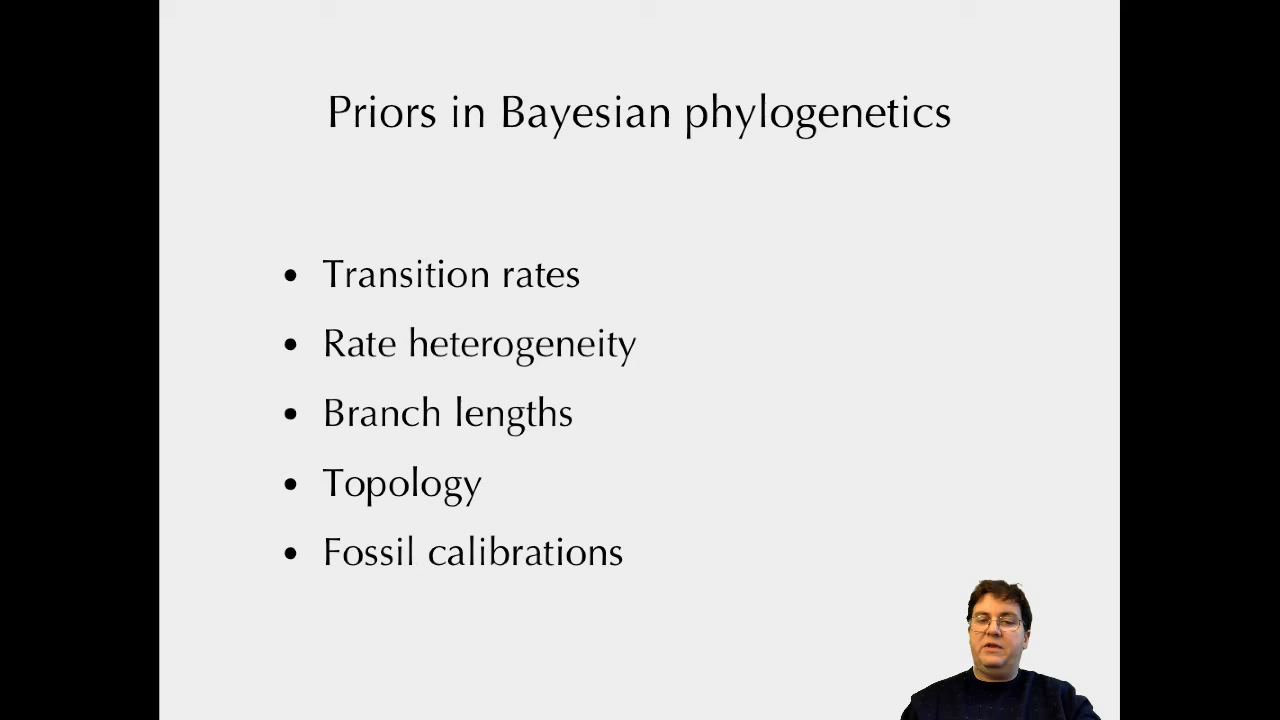 Priors in Bayesian phylogenetics
• Transition rates
• Rate heterogeneity
• Branch lengths
• Topology
• Fossil calibrations